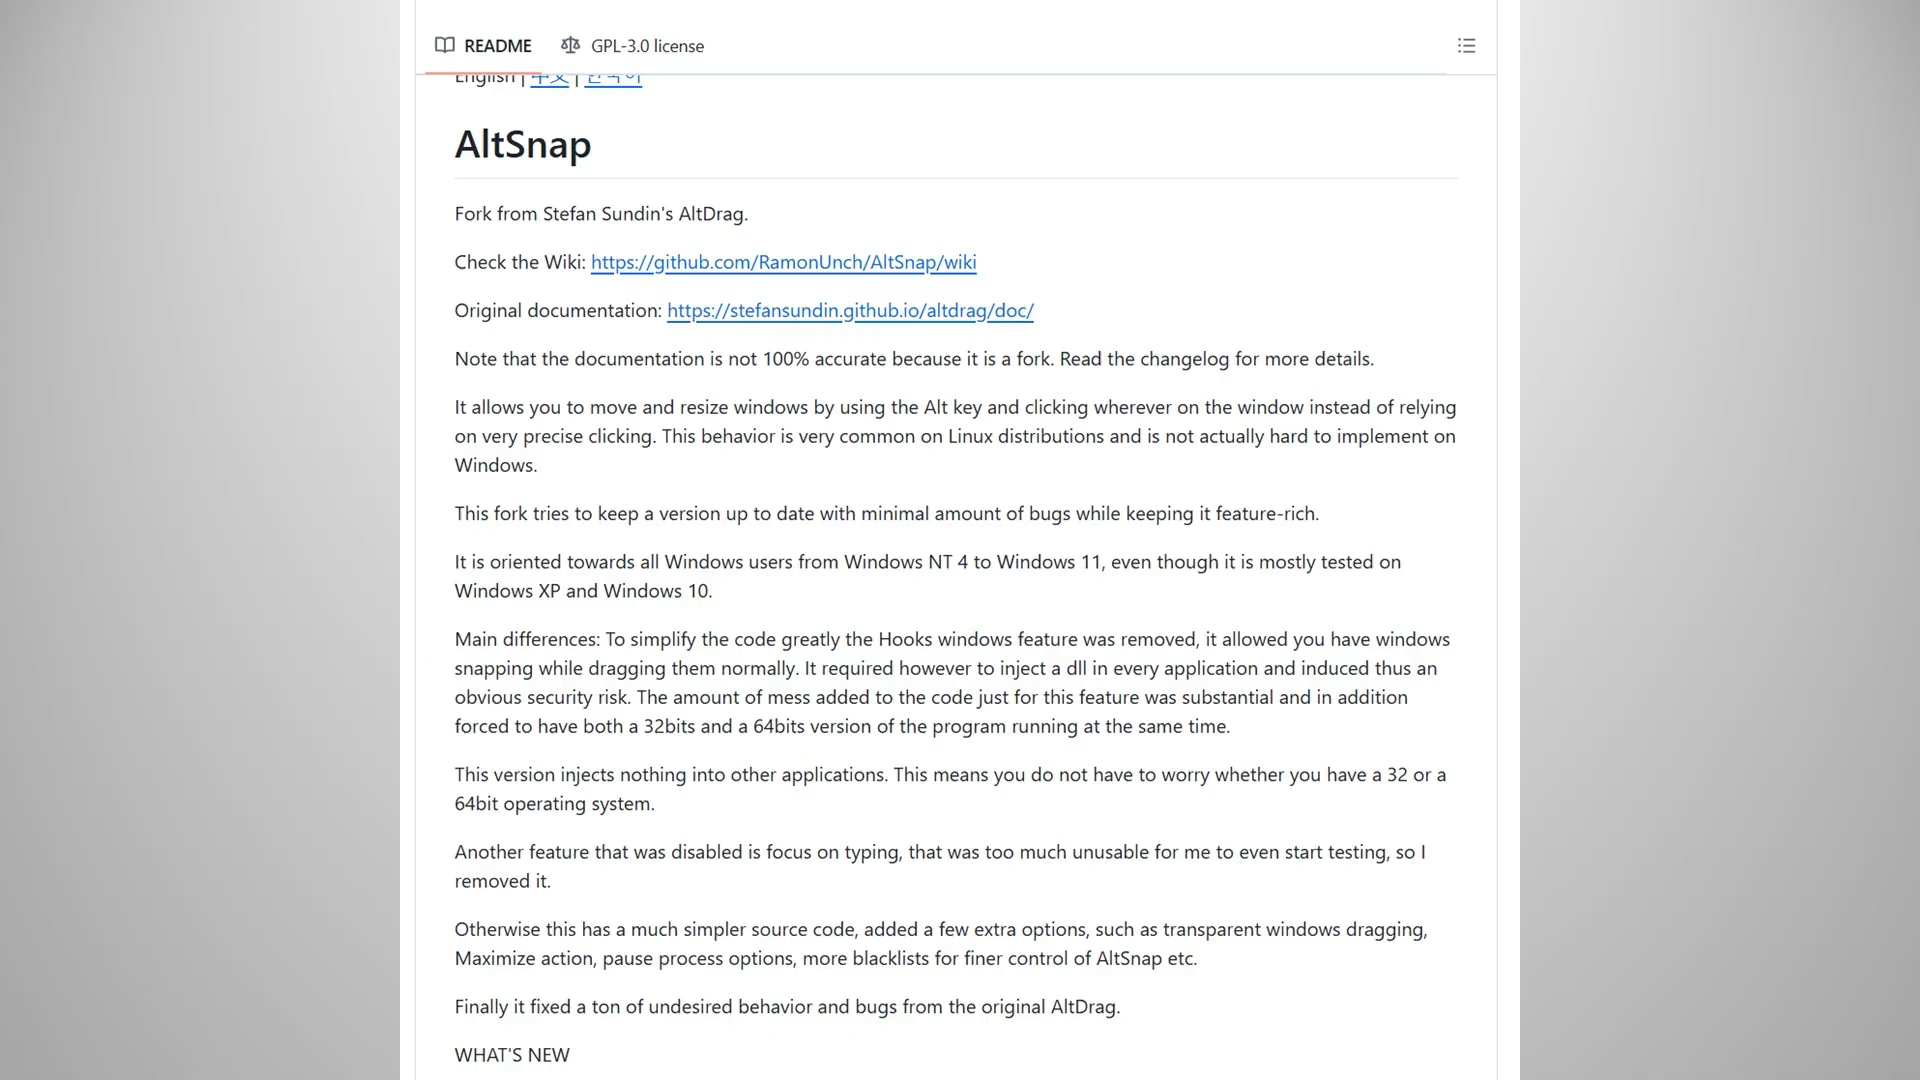 README
GPL-3.0 license
English | 中文 | 한국어
AltSnap
Fork from Stefan Sundin's AltDrag.
Check the Wiki: https://github.com/RamonUnch/AltSnap/wiki
Original documentation: https://stefansundin.github.io/altdrag/doc/
Note that the documentation is not 100% accurate because it is a fork. Read the changelog for more details.
It allows you to move and resize windows by using the Alt key and clicking wherever on the window instead of relying
on very precise clicking. This behavior is very common on Linux distributions and is not actually hard to implement on
Windows.
This fork tries to keep a version up to date with minimal amount of bugs while keeping it feature-rich.
It is oriented towards all Windows users from Windows NT 4 to Windows 11, even though it is mostly tested on
Windows XP and Windows 10.
Main differences: To simplify the code greatly the Hooks windows feature was removed, it allowed you have windows
snapping while dragging them normally. It required however to inject a dll in every application and induced thus an
obvious security risk. The amount of mess added to the code just for this feature was substantial and in addition
forced to have both a 32bits and a 64bits version of the program running at the same time.
This version injects nothing into other applications. This means you do not have to worry whether you have a 32 or a
64bit operating system.
Another feature that was disabled is focus on typing, that was too much unusable for me to even start testing, so I
removed it.
Otherwise this has a much simpler source code, added a few extra options, such as transparent windows dragging,
Maximize action, pause process options, more blacklists for finer control of AltSnap etc.
Finally it fixed a ton of undesired behavior and bugs from the original AltDrag.
WHAT'S NEW